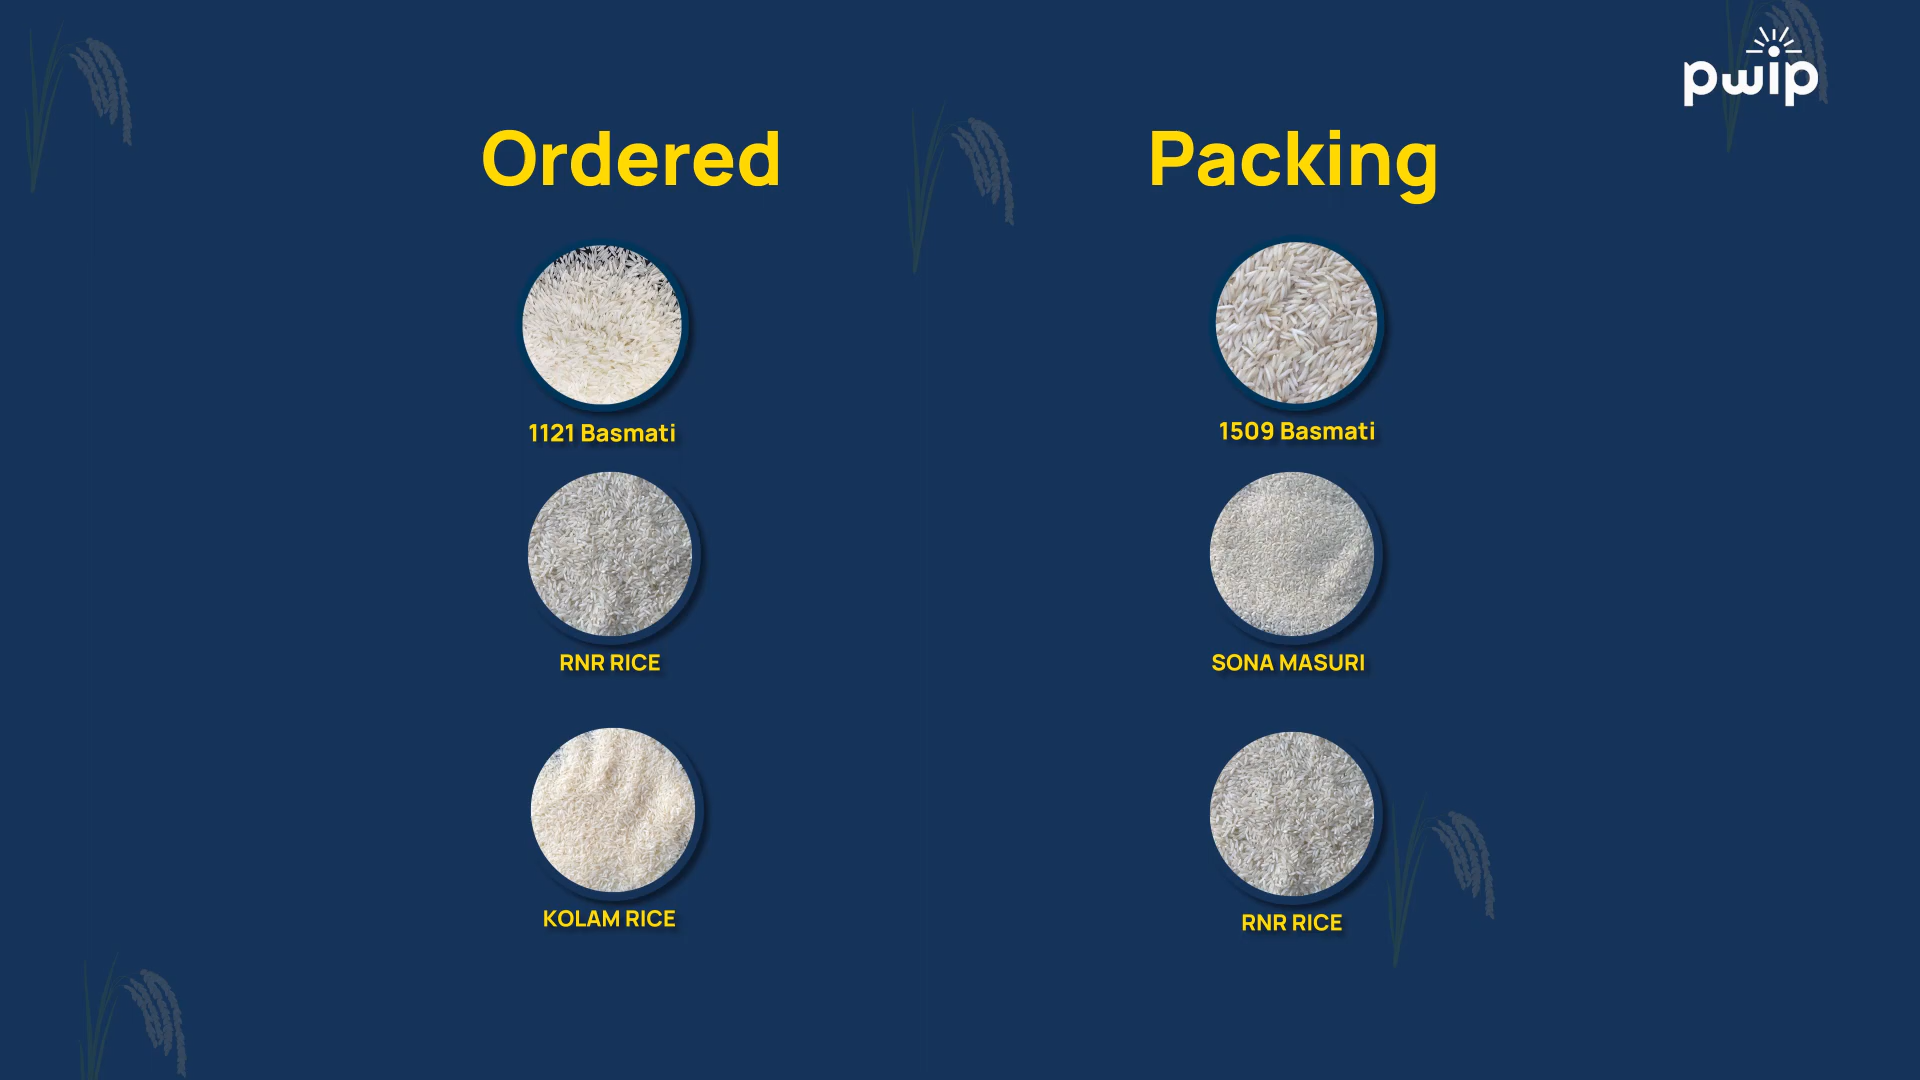 pwip
Ordered
Packing
1121 Basmati
1509 Basmati
RNR RICE
SONA MASURI
KOLAM RICE
RNR RICE